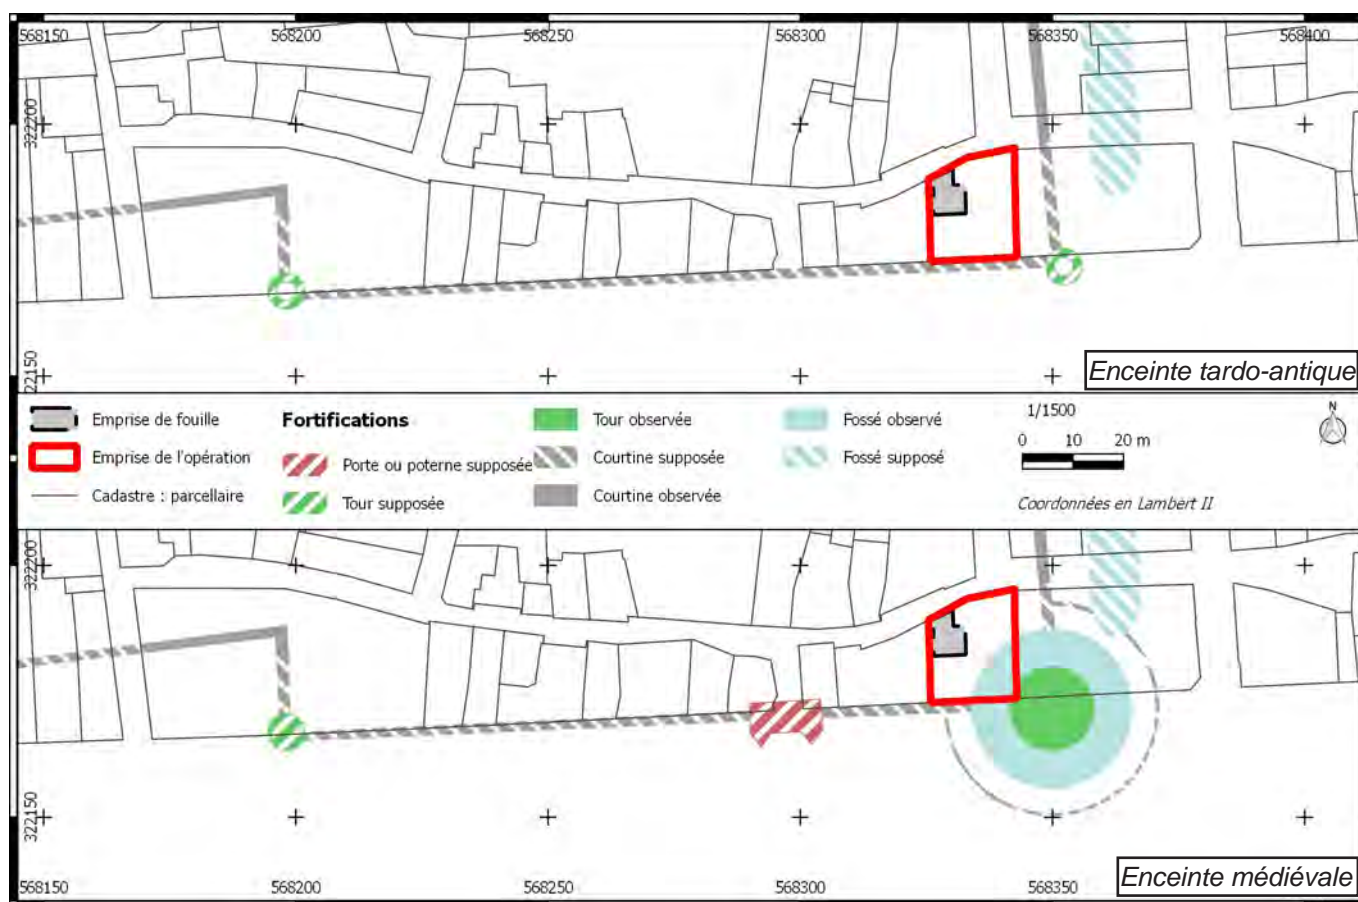 568150 568200 568250 568300 568350 568400
322200
322150
Enceinte tardo-antique
Emprise de fouille
Emprise de l'opération
Cadastre : parcellaire
Fortifications
Porte ou poterne supposée
Tour supposée
Tour observée
Courtine supposée
Courtine observée
Fossé observé
Fossé supposé
1/1500
0 10 20 m
Coordonnées en Lambert II
N
322200
322150
Enceinte médiévale
568150 568200 568250 568300 568350